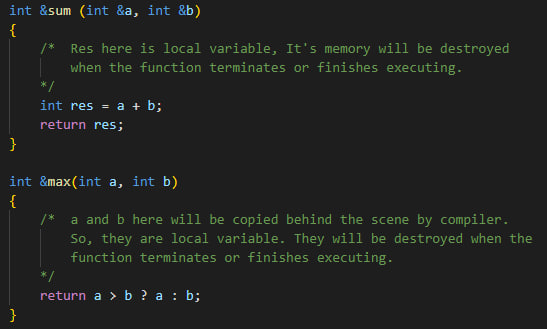 int &sum (int &a, int &b)
{
    /*  Res here is local variable, It's memory will be destroyed
        when the function terminates or finishes executing.
    */
    int res = a + b;
    return res;
}

int &max(int a, int b)
{
    /*  a and b here will be copied behind the scene by compiler.
        So, they are local variable. They will be destroyed when the
        function terminates or finishes executing.
    */
    return a > b ? a : b;
}